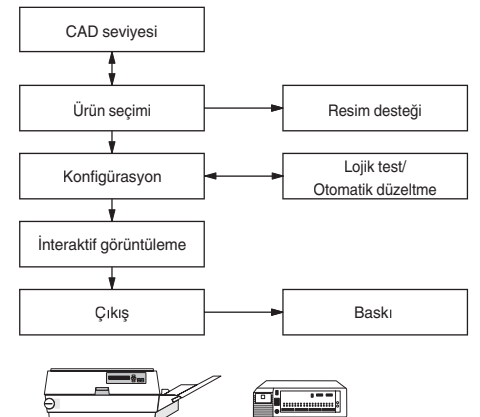 CAD seviyesi
Ürün seçimi
Resim desteği
Konfigürasyon
Lojik test/
Otomatik düzeltme
İnteraktif görüntüleme
Çıkış
Baskı